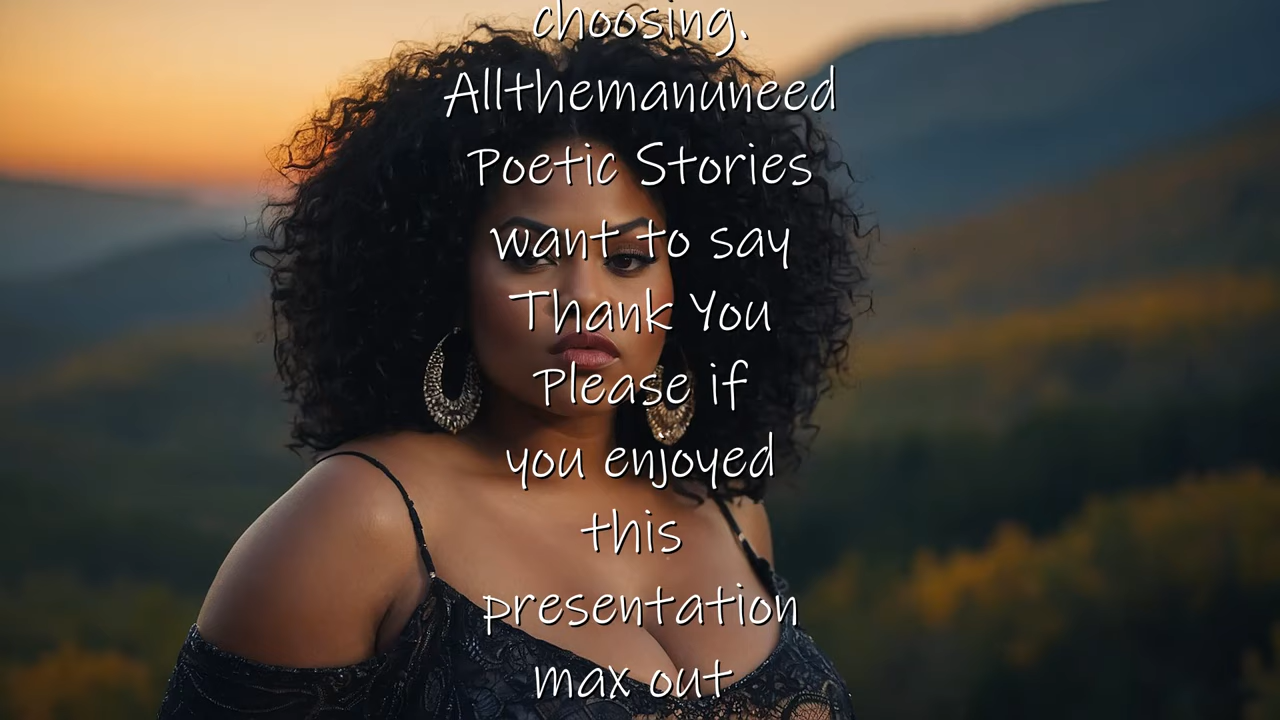 choosing.
Allthemanuneed
Poetic Stories
want to say
Thank You
Please if
you enjoyed
this
presentation
max out